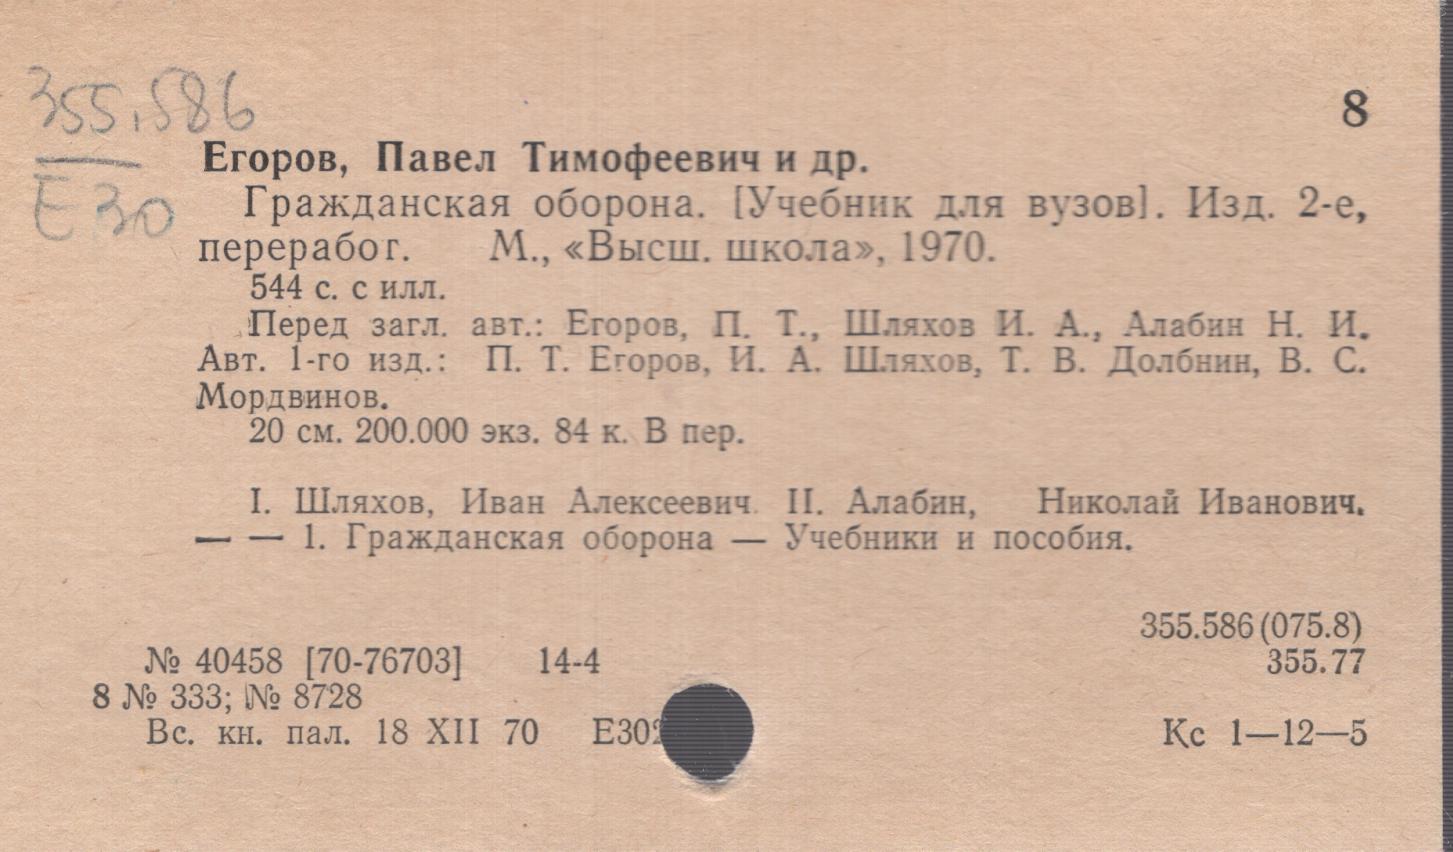 355.586
8
Е 30
Егоров, Павел Тимофеевич и др.
Гражданская оборона. [Учебник для вузов]. Изд. 2-е,
переработ. М., «Высш. школа», 1970.
544 с. с илл.
Перед загл. авт.: Егоров, П. Т., Шляхов И. А., Алабин Н. И.
Авт. 1-го изд.: П. Т. Егоров, И. А. Шляхов, Т. В. Долбнин, В. С.
Мордвинов.
20 см. 200.000 экз. 84 к. В пер.
I. Шляхов, Иван Алексеевич. II. Алабин, Николай Иванович.
— — 1. Гражданская оборона — Учебники и пособия.
355.586(075.8)
№ 40458 [70-76703] 14-4
355.77
8 № 333; № 8728
Вс. кн. пал. 18 XII 70 Е302
Кс 1—12—5